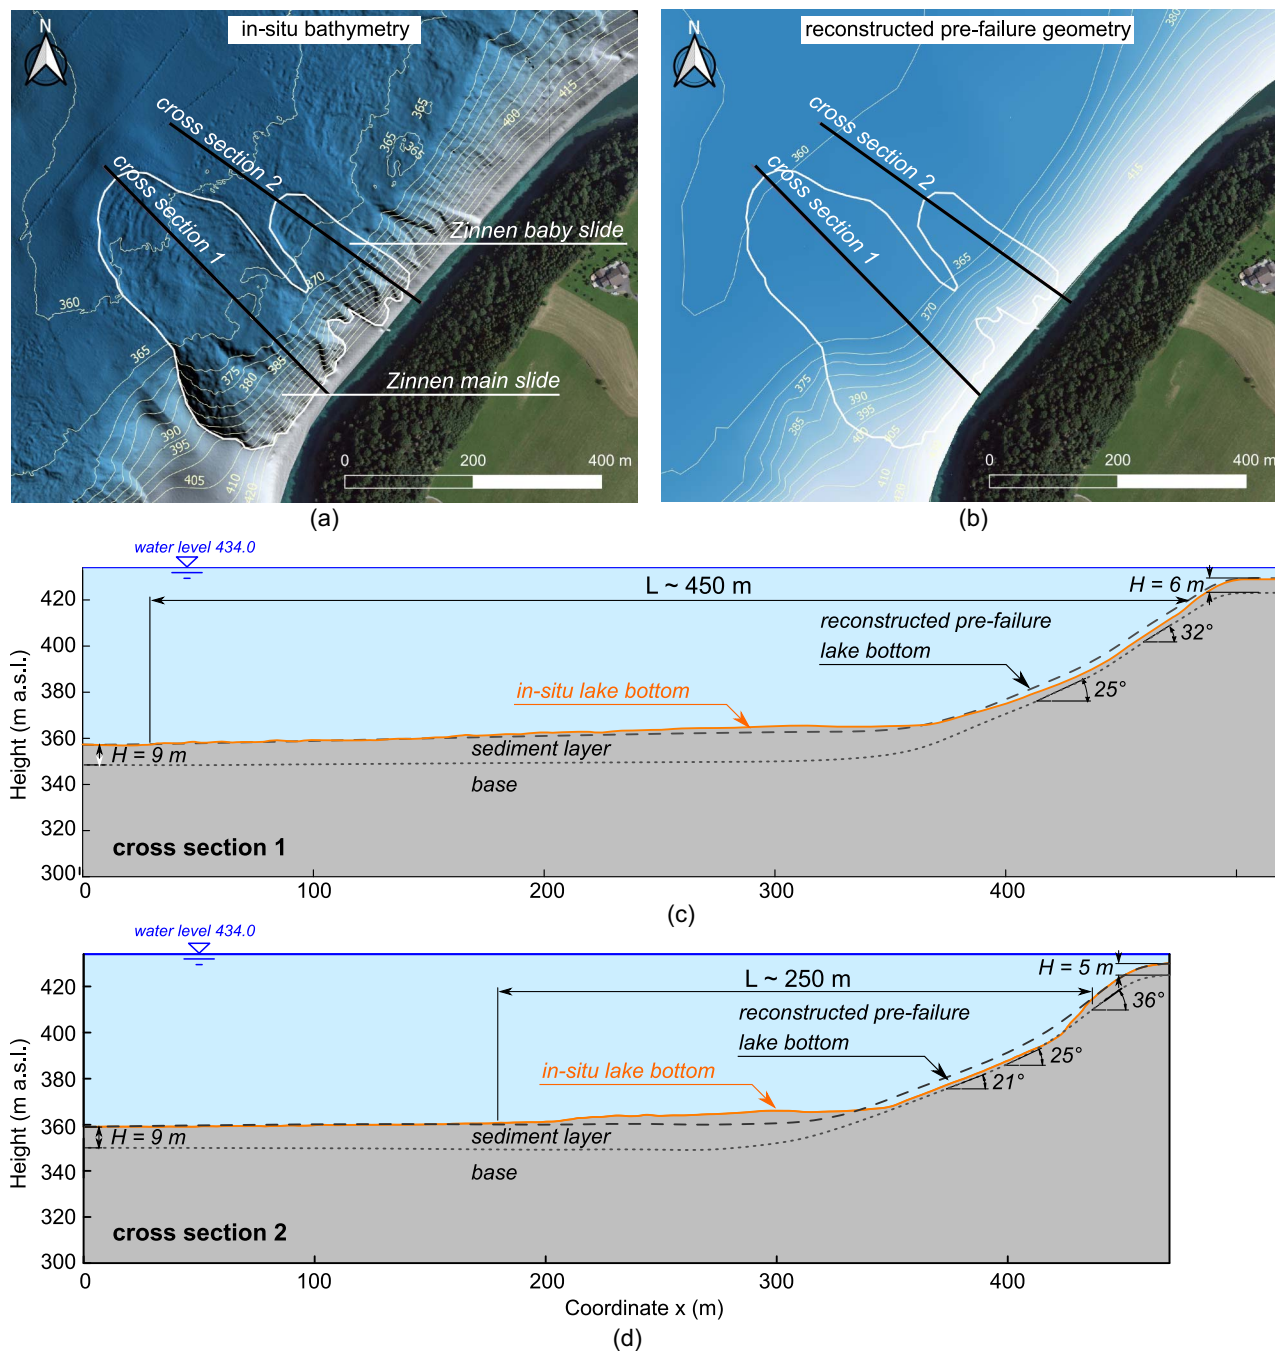 in-situ bathymetry
N
cross section 2
cross section 1
365
365
365
415
400
370
360
365
375
380
385
390
395
405
410
420
Zinnen baby slide
Zinnen main slide
0 200 400 m
(a)
reconstructed pre-failure geometry
N
cross section 2
cross section 1
380
415
360
365
370
375
385
390
395
400
405
410
420
0 200 400 m
(b)
water level 434.0
L ~ 450 m
H = 6 m
reconstructed pre-failure
lake bottom
32°
25°
in-situ lake bottom
sediment layer
H = 9 m
base
cross section 1
Height (m a.s.l.)
420
400
380
360
340
320
300
0 100 200 300 400
(c)
water level 434.0
L ~ 250 m
H = 5 m
reconstructed pre-failure
lake bottom
36°
25°
21°
in-situ lake bottom
sediment layer
H = 9 m
base
cross section 2
Height (m a.s.l.)
420
400
380
360
340
320
300
0 100 200 300 400
Coordinate x (m)
(d)